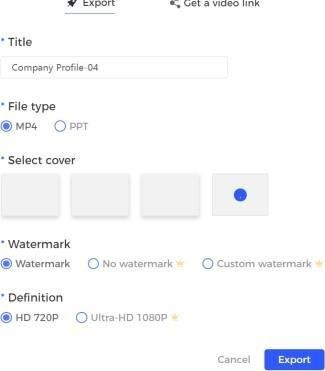 Export Get a video link
* Title
Company Profile-04
* File type
MP4 PPT
* Select cover
* Watermark
Watermark No watermark Custom watermark
* Definition
HD 720P Ultra-HD 1080P
Cancel Export